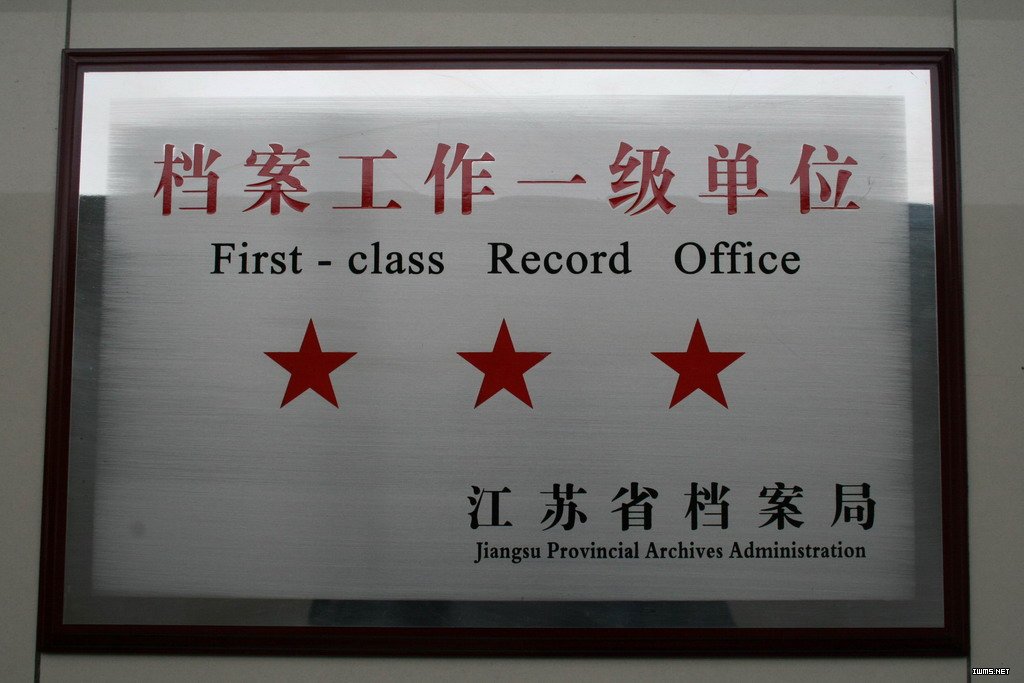 档案工作一级单位
First - class Record Office
江苏省档案局
Jiangsu Provincial Archives Administration
IWMS.NET